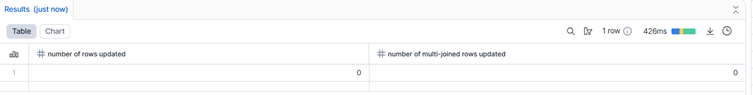 Results (just now)
Table Chart 1 row 426ms
number of rows updated number of multi-joined rows updated
1 0 0